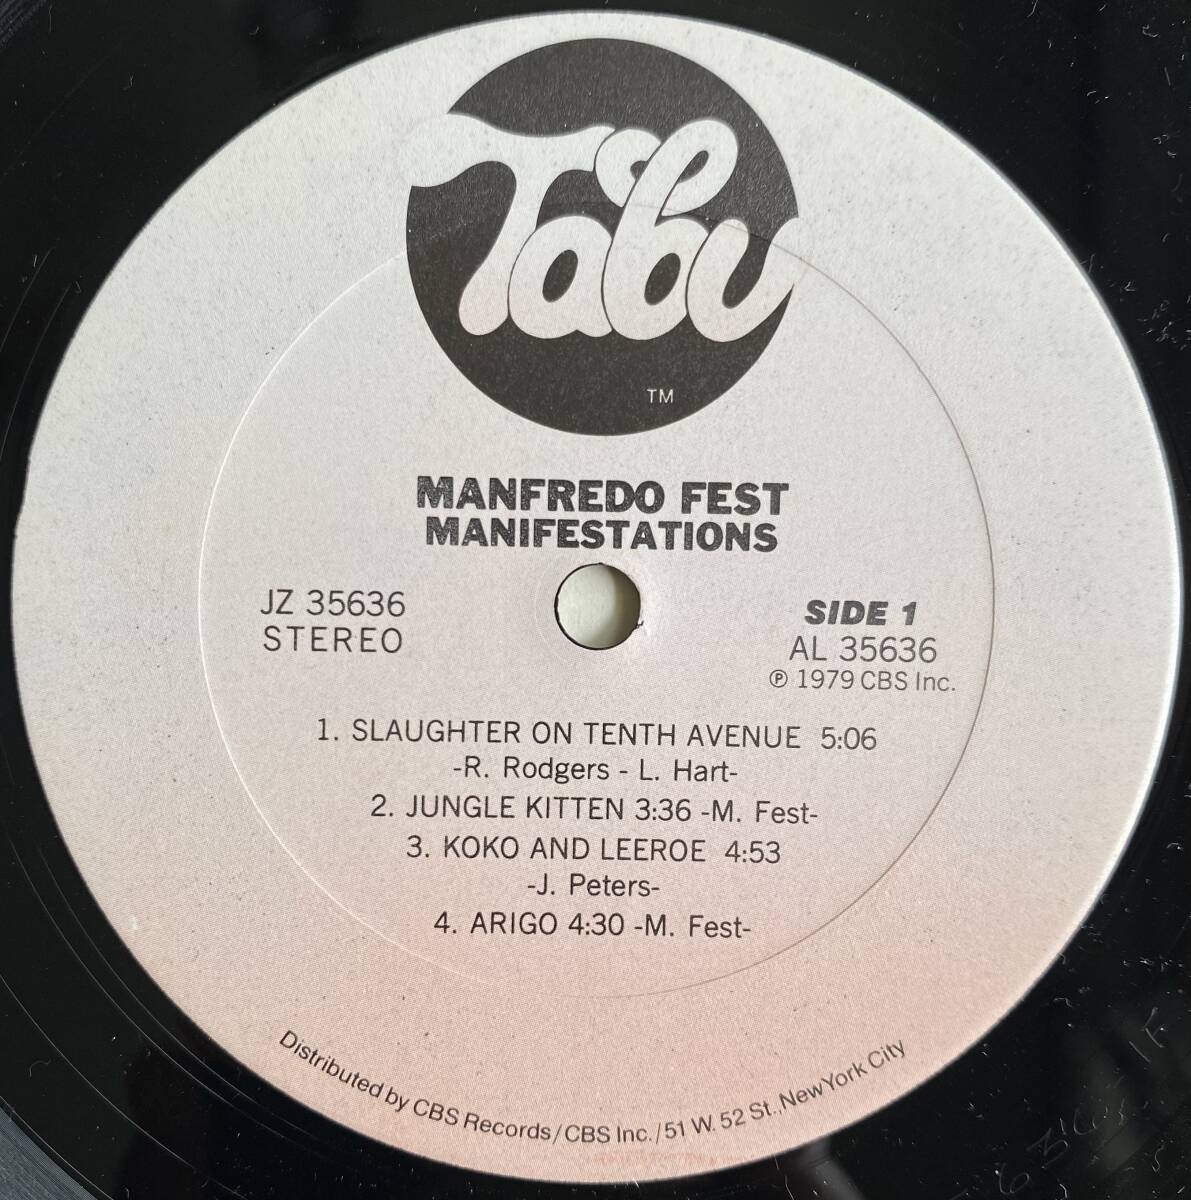 Tabu
TM
MANFREDO FEST
MANIFESTATIONS
JZ 35636
STEREO
SIDE 1
AL 35636
℗ 1979 CBS Inc.
1. SLAUGHTER ON TENTH AVENUE 5:06
-R. Rodgers - L. Hart-
2. JUNGLE KITTEN 3:36 -M. Fest-
3. KOKO AND LEEROE 4:53
-J. Peters-
4. ARIGO 4:30 -M. Fest-
Distributed by CBS Records/CBS Inc./51 W. 52 St., New York City